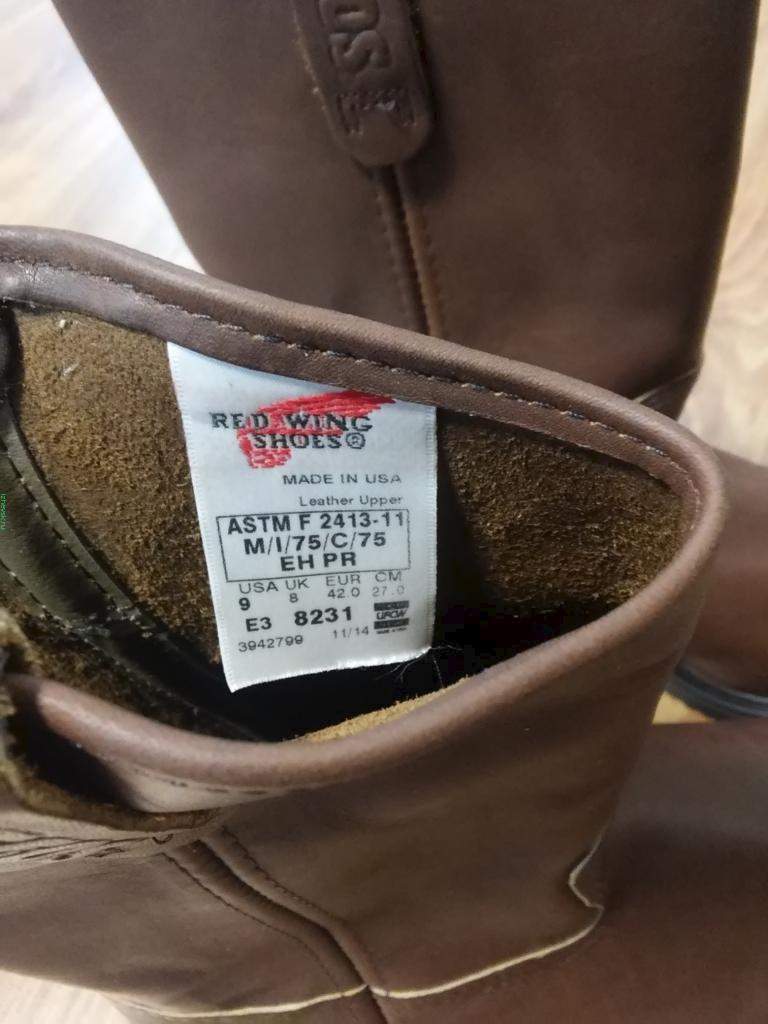 RED WING
SHOES®
MADE IN USA
Leather Upper
ASTM F 2413-11
M/I/75/C/75
EH PR
USA UK EUR CM
9 8 42.0 27.0
E3 8231
UFCW
3942799 11/14